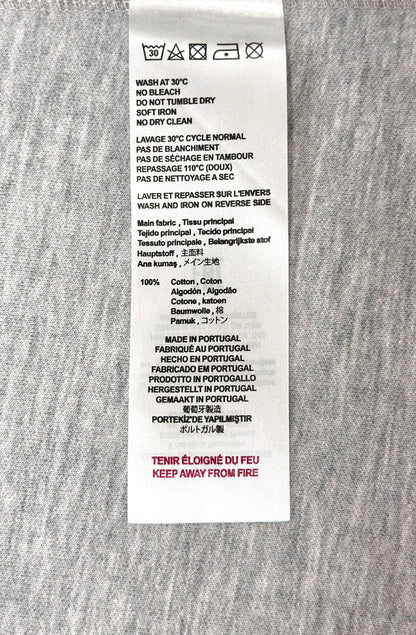 30
WASH AT 30°C
NO BLEACH
DO NOT TUMBLE DRY
SOFT IRON
NO DRY CLEAN
LAVAGE 30°C CYCLE NORMAL
PAS DE BLANCHIMENT
PAS DE SÉCHAGE EN TAMBOUR
REPASSAGE 110°C (DOUX)
PAS DE NETTOYAGE A SEC
LAVER ET REPASSER SUR L'ENVERS
WASH AND IRON ON REVERSE SIDE
Main fabric , Tissu principal
Tejido principal , Tecido principal
Tessuto principale , Belangrijkste stof
Hauptstoff , 主面料
Ana kumaş , メイン生地
100% Cotton , Coton
Algodón , Algodão
Cotone , katoen
Baumwolle , 棉
Pamuk , コットン
MADE IN PORTUGAL
FABRIQUÉ AU PORTUGAL
HECHO EN PORTUGAL
FABRICADO EM PORTUGAL
PRODOTTO IN PORTOGALLO
HERGESTELLT IN PORTUGAL
GEMAAKT IN PORTUGAL
葡萄牙製造
PORTEKİZ'DE YAPILMIŞTIR
ポルトガル製
TENIR ÉLOIGNÉ DU FEU
KEEP AWAY FROM FIRE